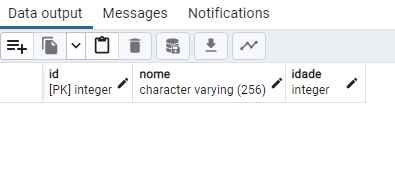 Data output Messages Notifications
id nome idade
[PK] integer character varying (256) integer